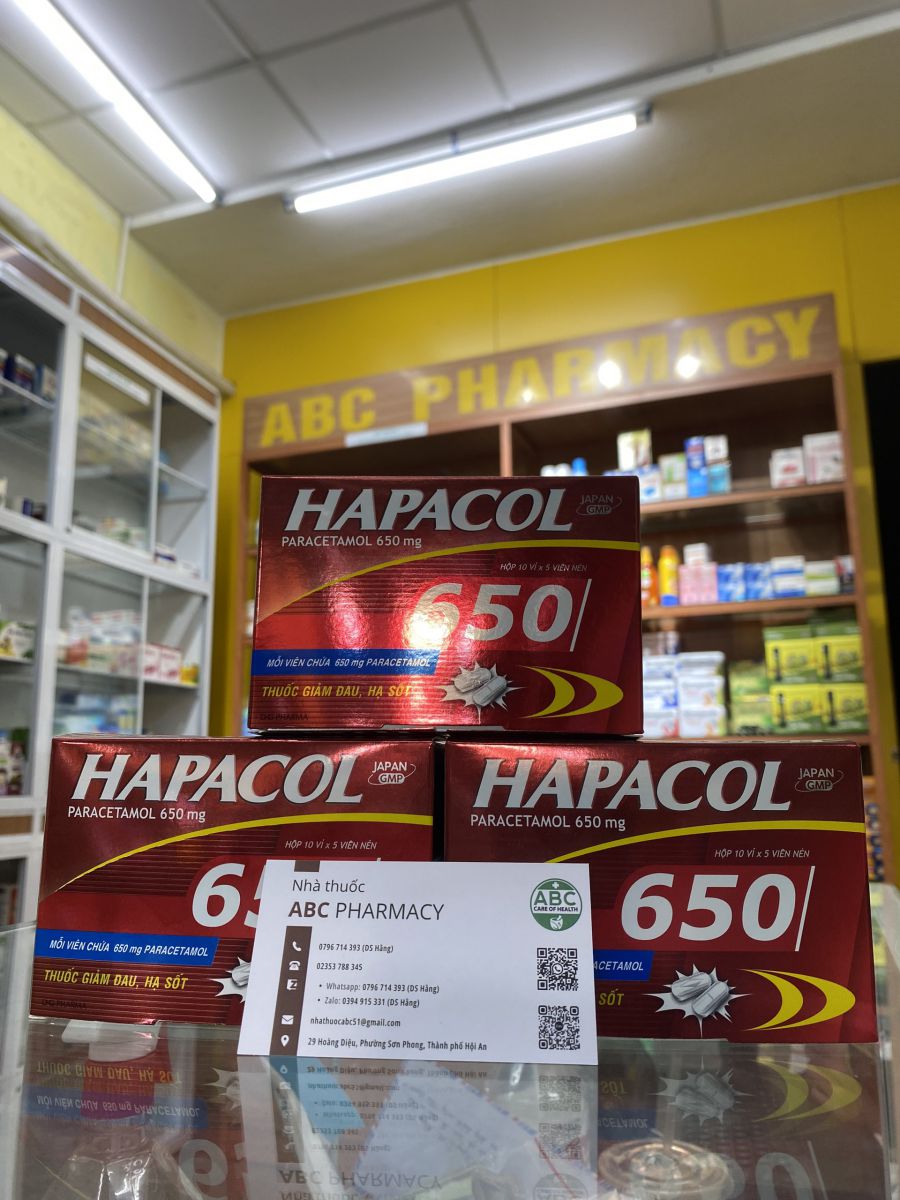 ABC PHARMACY
HAPACOL
JAPAN
GMP
PARACETAMOL 650 mg
HỘP 10 VỈ x 5 VIÊN NÉN
650
MỖI VIÊN CHỨA 650 mg PARACETAMOL
THUỐC GIẢM ĐAU, HẠ SỐT
DHG PHARMA
HAPACOL
JAPAN
GMP
PARACETAMOL 650 mg
HỘP 10 VỈ x 5 VIÊN NÉN
65
MỖI VIÊN CHỨA 650 mg PARACETAMOL
THUỐC GIẢM ĐAU, HẠ SỐT
DHG PHARMA
HAPACOL
JAPAN
GMP
PARACETAMOL 650 mg
HỘP 10 VỈ x 5 VIÊN NÉN
650
ACETAMOL
SỐT
Nhà thuốc
ABC PHARMACY
ABC
CARE OF HEALTH
0796 714 393 (DS Hằng)
02353 788 345
• Whatsapp: 0796 714 393 (DS Hằng)
• Zalo: 0394 915 331 (DS Hằng)
nhathuocabc51@gmail.com
29 Hoàng Diệu, Phường Sơn Phong, Thành phố Hội An